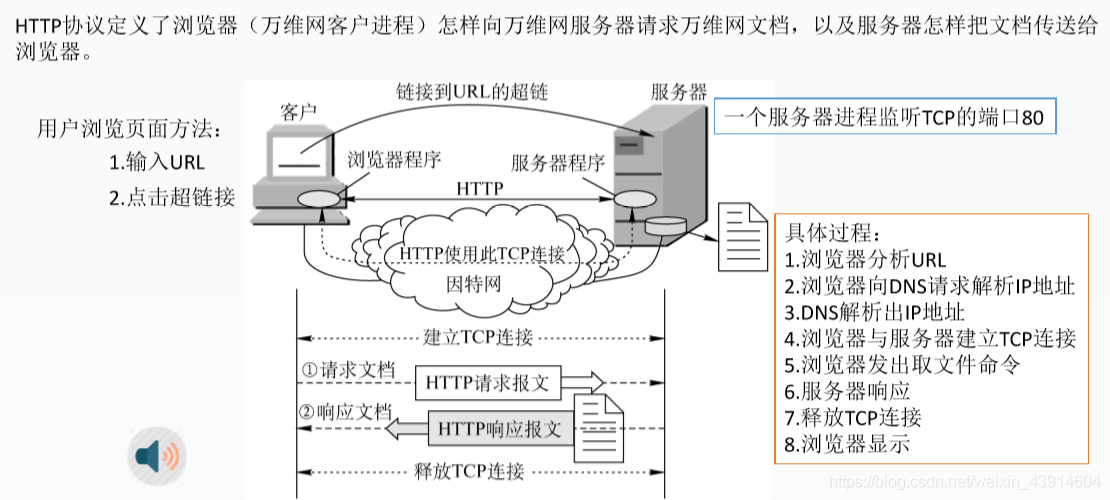 HTTP协议定义了浏览器（万维网客户进程）怎样向万维网服务器请求万维网文档，以及服务器怎样把文档传送给
浏览器。
链接到URL的超链
服务器
客户
一个服务器进程监听TCP的端口80
用户浏览页面方法：
1.输入URL
2.点击超链接
浏览器程序
服务器程序
HTTP
HTTP使用此TCP连接
因特网
具体过程：
1.浏览器分析URL
2.浏览器向DNS请求解析IP地址
3.DNS解析出IP地址
4.浏览器与服务器建立TCP连接
5.浏览器发出取文件命令
6.服务器响应
7.释放TCP连接
8.浏览器显示
建立TCP连接
①请求文档
HTTP请求报文
②响应文档
HTTP响应报文
释放TCP连接
https://blog.csdn.net/weixin_43914604